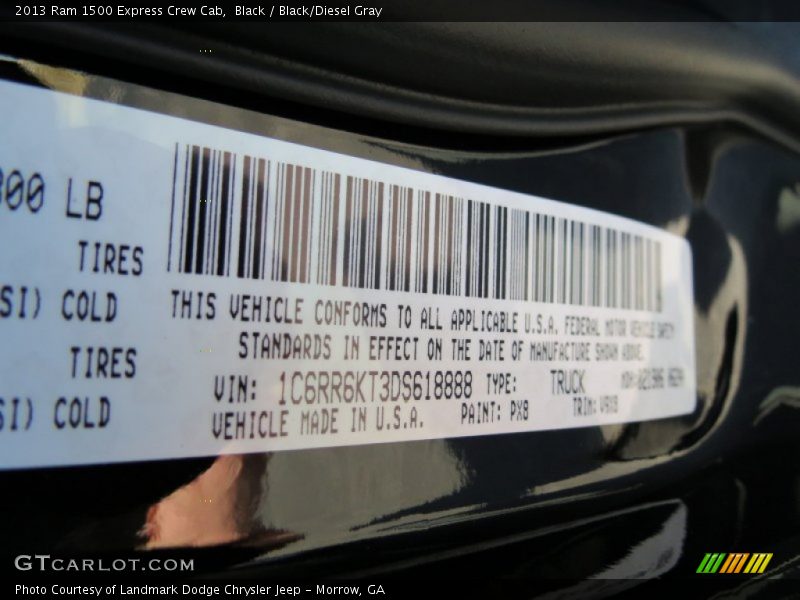 2013 Ram 1500 Express Crew Cab,  Black / Black/Diesel Gray
00 LB
TIRES
SI) COLD
TIRES
SI) COLD
THIS VEHICLE CONFORMS TO ALL APPLICABLE U.S.A. FEDERAL MOTOR VEHICLE SAFETY
STANDARDS IN EFFECT ON THE DATE OF MANUFACTURE SHOWN ABOVE.
VIN: 1C6RR6KT3DS618888 TYPE: TRUCK
VEHICLE MADE IN U.S.A. PAINT: PX8 TRIM:
GTCARLOT.COM
Photo Courtesy of Landmark Dodge Chrysler Jeep – Morrow, GA